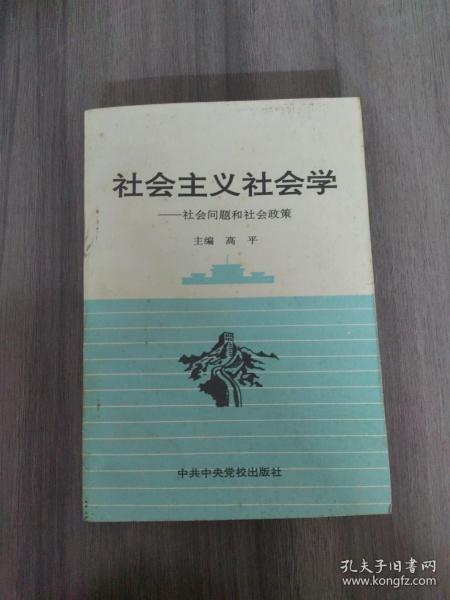 社会主义社会学
——社会问题和社会政策
主编 高 平
中共中央党校出版社
孔夫子旧书网
www.kongfz.com